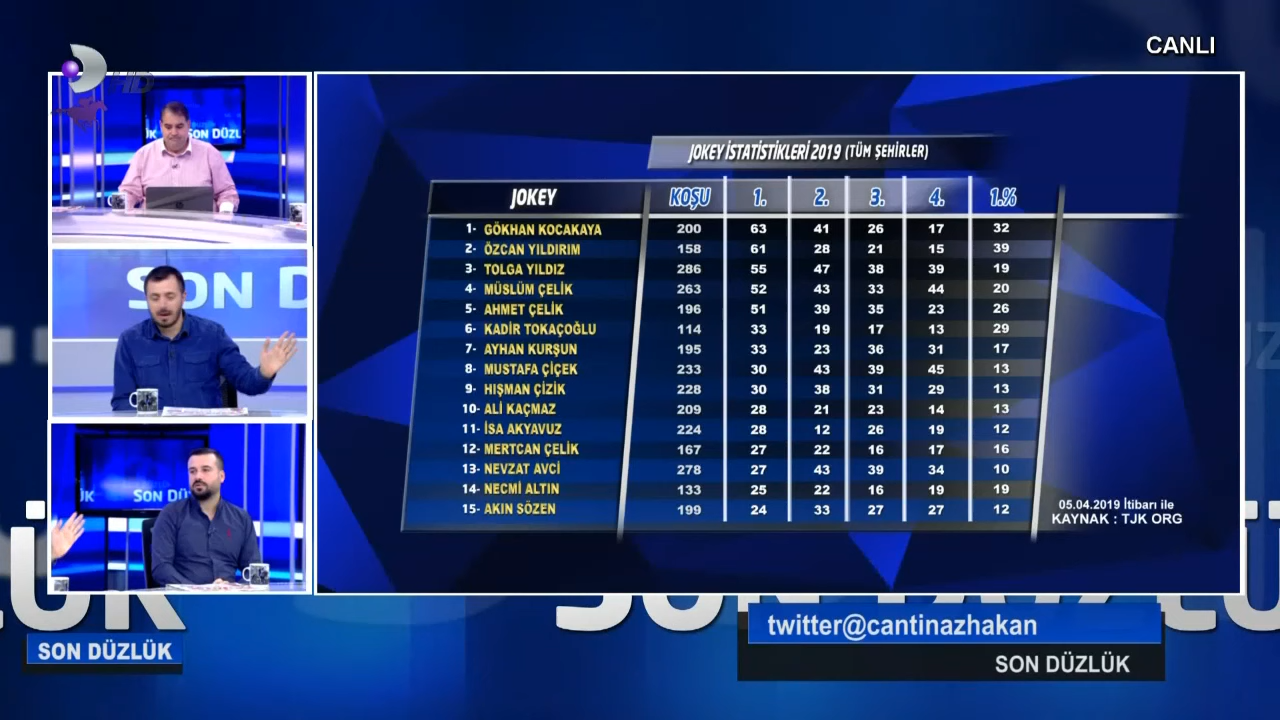 CANLI
HD
SON DÜZLÜK
JOKEY İSTATİSTİKLERİ 2019 (TÜM ŞEHİRLER)
JOKEY KOŞU 1. 2. 3. 4. 1.%
1- GÖKHAN KOCAKAYA 200 63 41 26 17 32
2- ÖZCAN YILDIRIM 158 61 28 21 15 39
3- TOLGA YILDIZ 286 55 47 38 39 19
4- MÜSLÜM ÇELİK 263 52 43 33 44 20
5- AHMET ÇELİK 196 51 39 35 23 26
6- KADİR TOKAÇOĞLU 114 33 19 17 13 29
7- AYHAN KURŞUN 195 33 23 36 31 17
8- MUSTAFA ÇİÇEK 233 30 43 39 45 13
9- HIŞMAN ÇİZİK 228 30 38 31 29 13
10- ALİ KAÇMAZ 209 28 21 23 14 13
11- İSA AKYAVUZ 224 28 12 26 19 12
12- MERTCAN ÇELİK 167 27 22 16 17 16
13- NEVZAT AVCI 278 27 43 39 34 10
14- NECMİ ALTIN 133 25 22 16 19 19
15- AKIN SÖZEN 199 24 33 27 27 12
05.04.2019 İtibarı ile
KAYNAK : TJK ORG
SON DÜZLÜK
twitter@cantinazhakan
SON DÜZLÜK